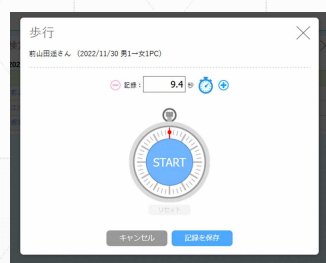 歩行
前山田遥さん (2022/11/30 男1一女1PC)
記録: 9.4 秒
START
リセット
キャンセル 記録を保存